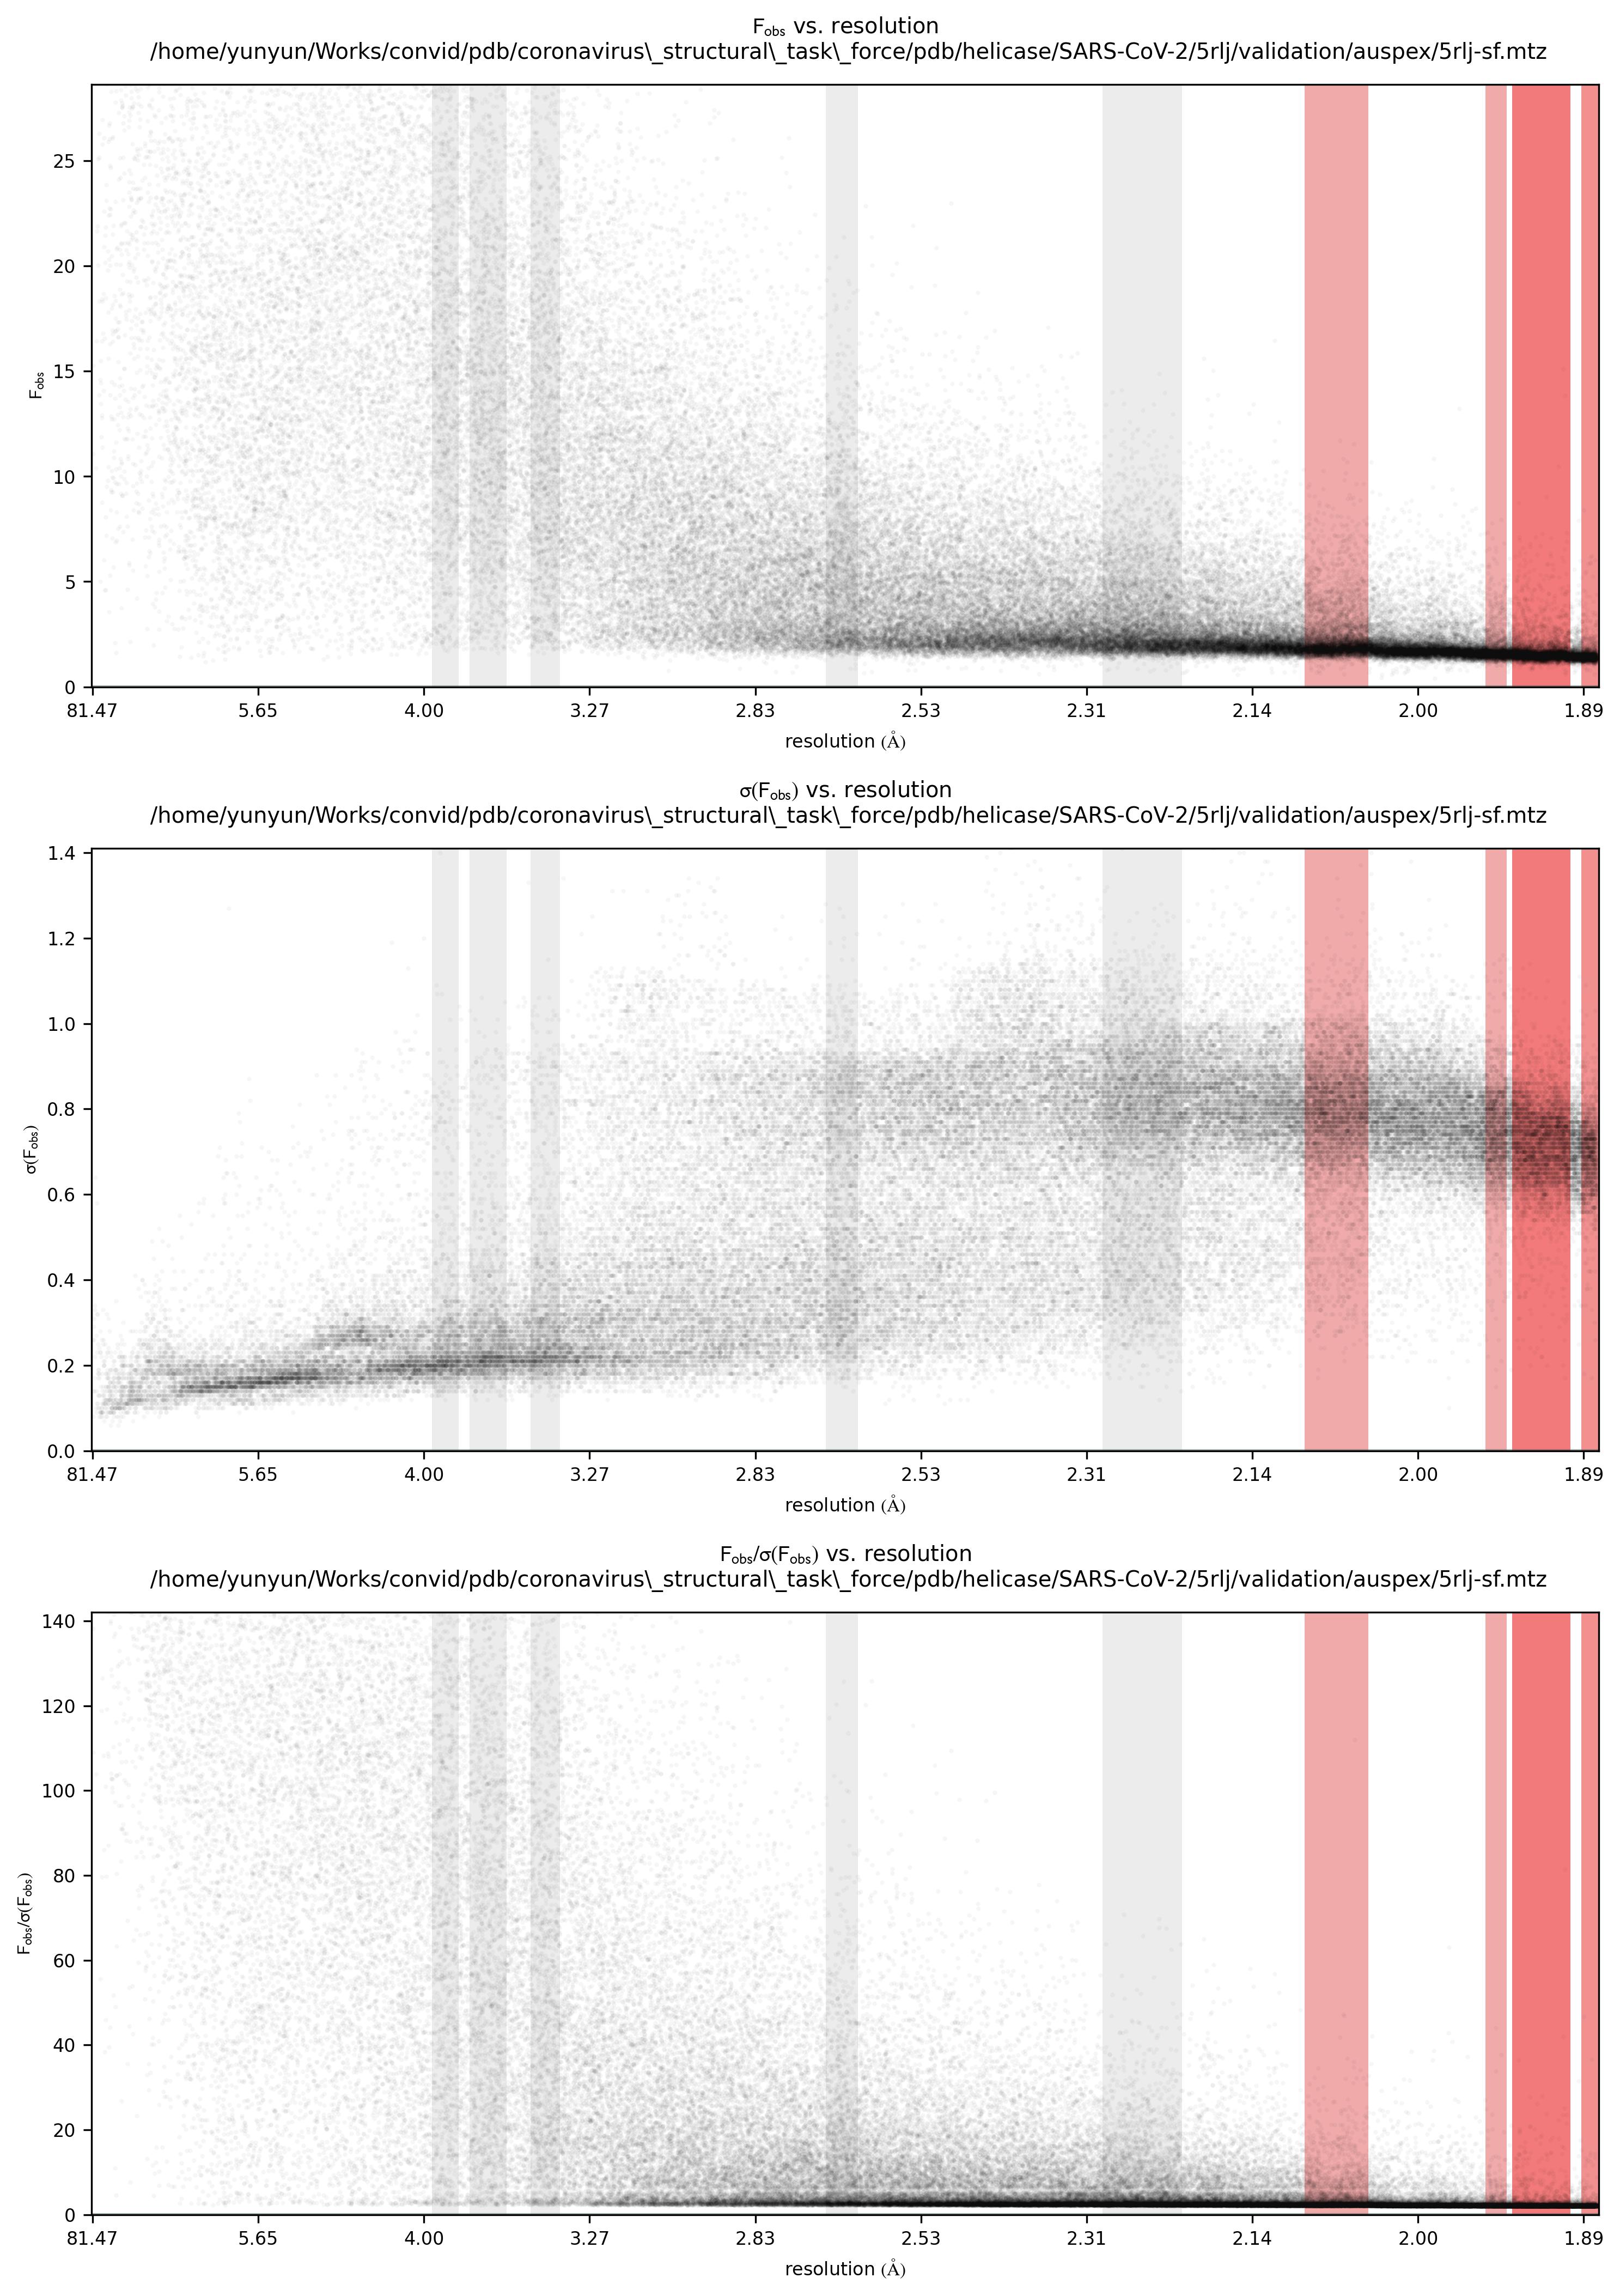 Fobs vs. resolution
/home/yunyun/Works/convid/pdb/coronavirus\_structural\_task\_force/pdb/helicase/SARS-CoV-2/5rlj/validation/auspex/5rlj-sf.mtz
Fobs
25
20
15
10
5
0
81.47 5.65 4.00 3.27 2.83 2.53 2.31 2.14 2.00 1.89
resolution (Å)
σ(Fobs) vs. resolution
/home/yunyun/Works/convid/pdb/coronavirus\_structural\_task\_force/pdb/helicase/SARS-CoV-2/5rlj/validation/auspex/5rlj-sf.mtz
σ(Fobs)
1.4
1.2
1.0
0.8
0.6
0.4
0.2
0.0
81.47 5.65 4.00 3.27 2.83 2.53 2.31 2.14 2.00 1.89
resolution (Å)
Fobs/σ(Fobs) vs. resolution
/home/yunyun/Works/convid/pdb/coronavirus\_structural\_task\_force/pdb/helicase/SARS-CoV-2/5rlj/validation/auspex/5rlj-sf.mtz
Fobs/σ(Fobs)
140
120
100
80
60
40
20
0
81.47 5.65 4.00 3.27 2.83 2.53 2.31 2.14 2.00 1.89
resolution (Å)